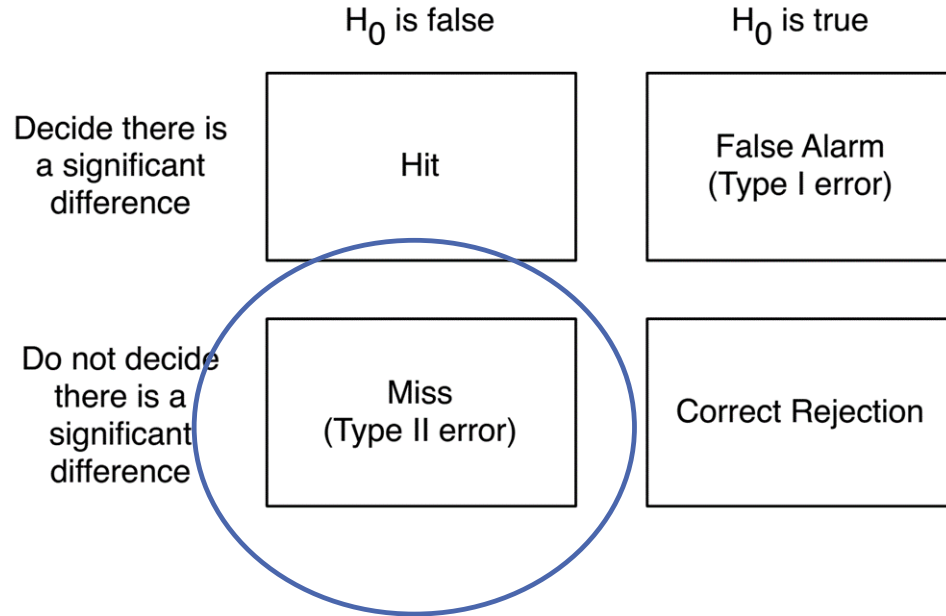 H0 is false
H0 is true
Decide there is
a significant
difference
Hit
False Alarm
(Type I error)
Do not decide
there is a
significant
difference
Miss
(Type II error)
Correct Rejection